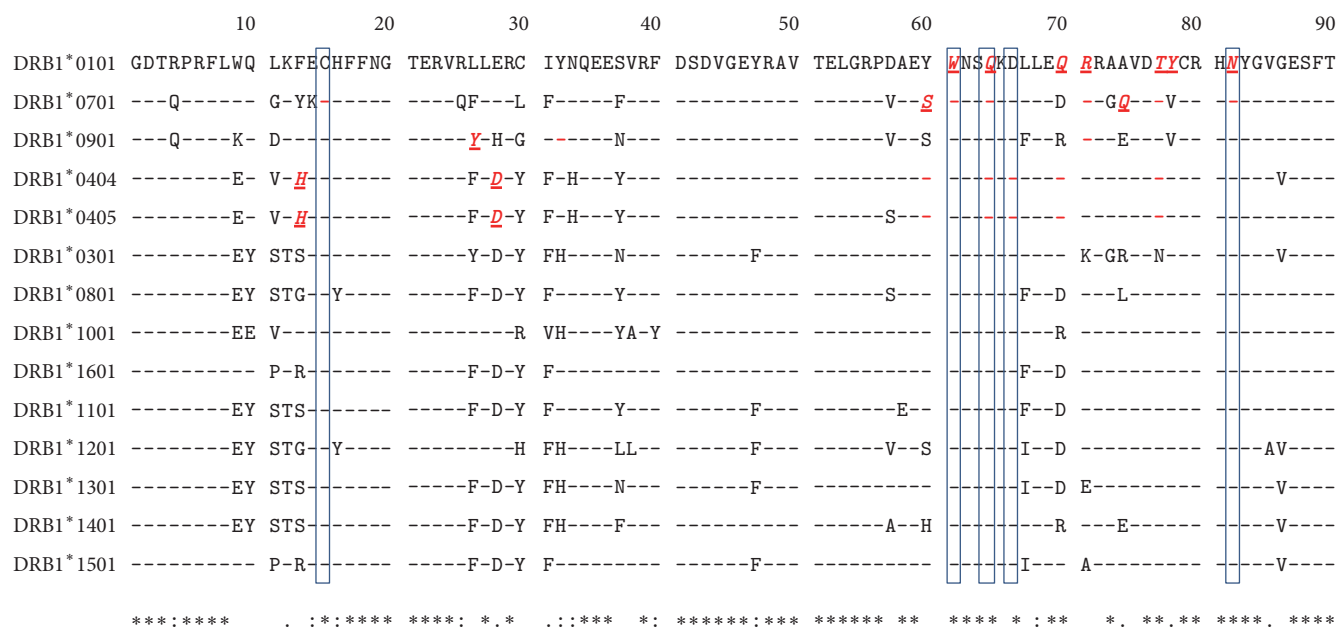 10 20 30 40 50 60 70 80 90
DRB1*0101 GDTRPRFLWQ LKFECHFFNG TERVRLLERC IYNQEESVRF DSDVGEYRAV TELGRPDAEY WNSQKDLLEQ RRAAVDTYCR HNYGVGESFT
DRB1*0701 ---Q------ G-YK------ ----QF---L F-----F--- ---------- ------V--S ---------D --GQ---V-- ----------
DRB1*0901 ---Q----K- D--------- -----Y-H-G ------N--- ---------- ------V--S ------F--R ---E---V-- ----------
DRB1*0404 --------E- V-H------- -----F-D-Y F-H---Y--- ---------- ---------- ---------- ---------- -----V----
DRB1*0405 --------E- V-H------- -----F-D-Y F-H---Y--- ---------- ------S--- ---------- ---------- ----------
DRB1*0301 --------EY STS------- -----Y-D-Y FH----N--- ------F--- ---------- ---------- K-GR--N--- -----V----
DRB1*0801 --------EY STG--Y---- -----F-D-Y F-----Y--- ---------- ------S--- ------F--D ---L------ ----------
DRB1*1001 --------EE V--------- ---------R VH----YA-Y ---------- ---------- ---------R ---------- ----------
DRB1*1601 ---------- P-R------- -----F-D-Y F--------- ---------- ---------- ------F--D ---------- ----------
DRB1*1101 --------EY STS------- -----F-D-Y F-----Y--- ------F--- -------E-- ------F--D ---------- ----------
DRB1*1201 --------EY STG--Y---- ---------H FH----LL-- ------F--- ------V--S ------I--D ---------- ----AV----
DRB1*1301 --------EY STS------- -----F-D-Y FH----N--- ------F--- ---------- ------I--D E--------- -----V----
DRB1*1401 --------EY STS------- -----F-D-Y FH----F--- ---------- ------A--H ---------R ---E------ -----V----
DRB1*1501 ---------- P-R------- -----F-D-Y F--------- ------F--- ---------- ------I--- A--------- -----V----
***:**** . :*:**** ****: *.* .::*** *: ******:*** ****** ** ****** :** *. **.*** ****. ****